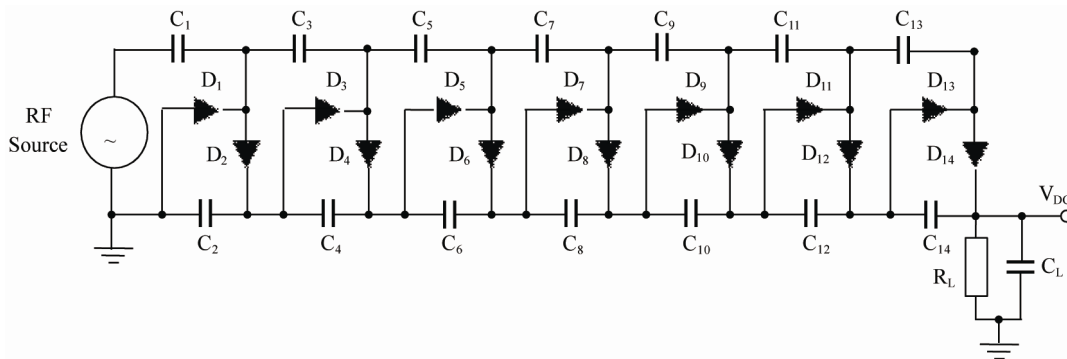 C1 C3 C5 C7 C9 C11 C13
D1 D3 D5 D7 D9 D11 D13
RF
Source
~
D2 D4 D6 D8 D10 D12 D14
VDC
C2 C4 C6 C8 C10 C12 C14
RL CL